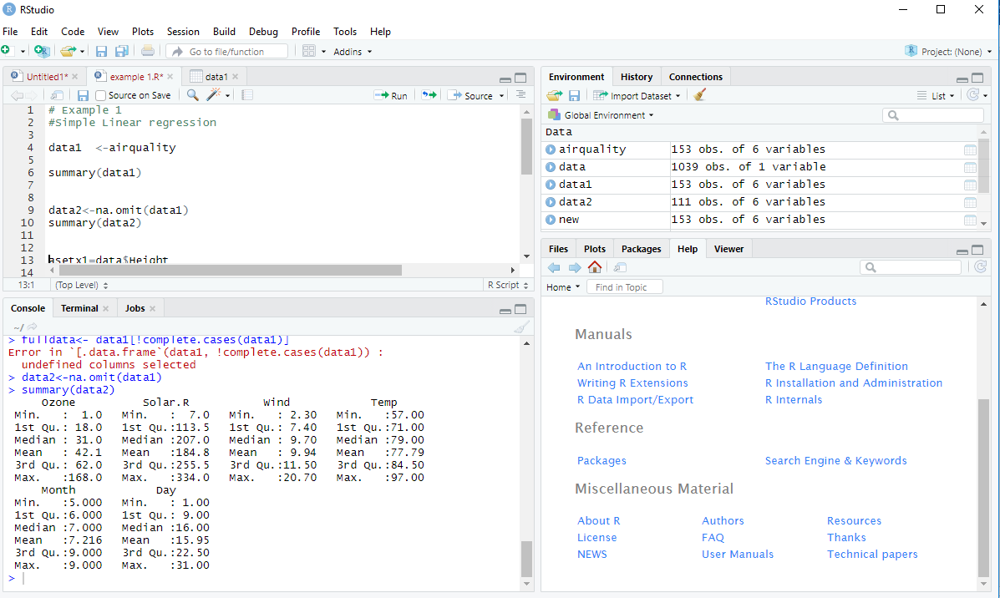 RStudio
File Edit Code View Plots Session Build Debug Profile Tools Help
Go to file/function Addins Project: (None)
Untitled1* example 1.R* data1
Source on Save Run Source
1 # Example 1
2 #Simple Linear regression
3
4 data1  <-airquality
5
6 summary(data1)
7
8
9 data2<-na.omit(data1)
10 summary(data2)
11
12
13 asetx1=data$Height
14
13:1 (Top Level) R Script
Console Terminal Jobs
~/
> fulldata<- data1[!complete.cases(data1)]
Error in `[.data.frame`(data1, !complete.cases(data1)) :
  undefined columns selected
> data2<-na.omit(data1)
> summary(data2)
     Ozone          Solar.R           Wind            Temp
 Min.   :  1.0   Min.   :  7.0   Min.   : 2.30   Min.   :57.00
 1st Qu.: 18.0   1st Qu.:113.5   1st Qu.: 7.40   1st Qu.:71.00
 Median : 31.0   Median :207.0   Median : 9.70   Median :79.00
 Mean   : 42.1   Mean   :184.8   Mean   : 9.94   Mean   :77.79
 3rd Qu.: 62.0   3rd Qu.:255.5   3rd Qu.:11.50   3rd Qu.:84.50
 Max.   :168.0   Max.   :334.0   Max.   :20.70   Max.   :97.00
     Month            Day
 Min.   :5.000   Min.   : 1.00
 1st Qu.:6.000   1st Qu.: 9.00
 Median :7.000   Median :16.00
 Mean   :7.216   Mean   :15.95
 3rd Qu.:9.000   3rd Qu.:22.50
 Max.   :9.000   Max.   :31.00
>
Environment History Connections
Import Dataset List
Global Environment
Data
airquality 153 obs. of 6 variables
data 1039 obs. of 1 variable
data1 153 obs. of 6 variables
data2 111 obs. of 6 variables
new 153 obs. of 6 variables
Files Plots Packages Help Viewer
Home Find in Topic
RStudio Products
Manuals
An Introduction to R The R Language Definition
Writing R Extensions R Installation and Administration
R Data Import/Export R Internals
Reference
Packages Search Engine & Keywords
Miscellaneous Material
About R Authors Resources
License FAQ Thanks
NEWS User Manuals Technical papers